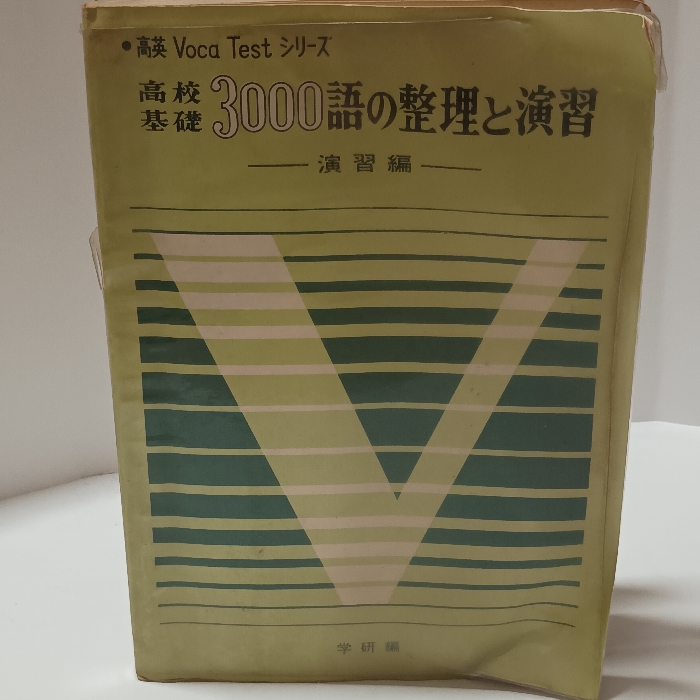 • 高英 Voca Test シリーズ
高校基礎 3000語の整理と演習
演習編
学研編